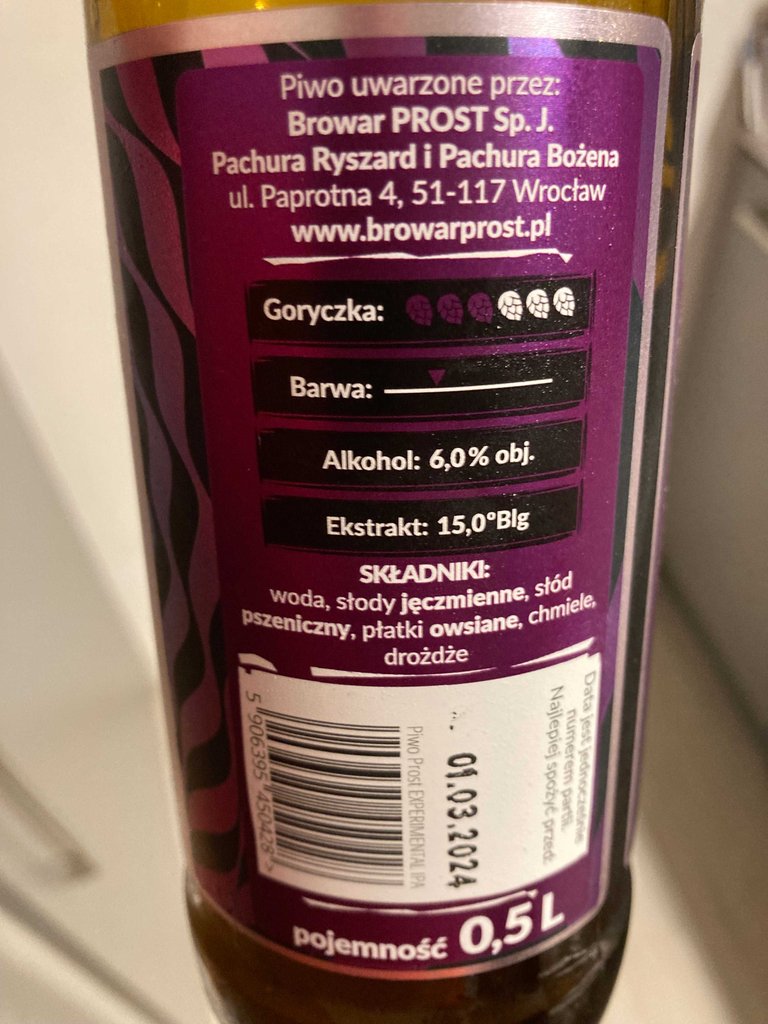 Piwo uwarzone przez:
Browar PROST Sp. J.
Pachura Ryszard i Pachura Bożena
ul. Paprotna 4, 51-117 Wrocław
www.browarprost.pl
Goryczka:
Barwa:
Alkohol: 6,0% obj.
Ekstrakt: 15,0°Blg
SKŁADNIKI:
woda, słody jęczmienne, słód
pszeniczny, płatki owsiane, chmiele,
drożdże
Data jest jednocześnie
numerem partii.
Najlepiej spożyć przed:
01.03.2024
Piwo Prost EXPERIMENTAL IPA
5 906395 450428 >
pojemność 0,5 L